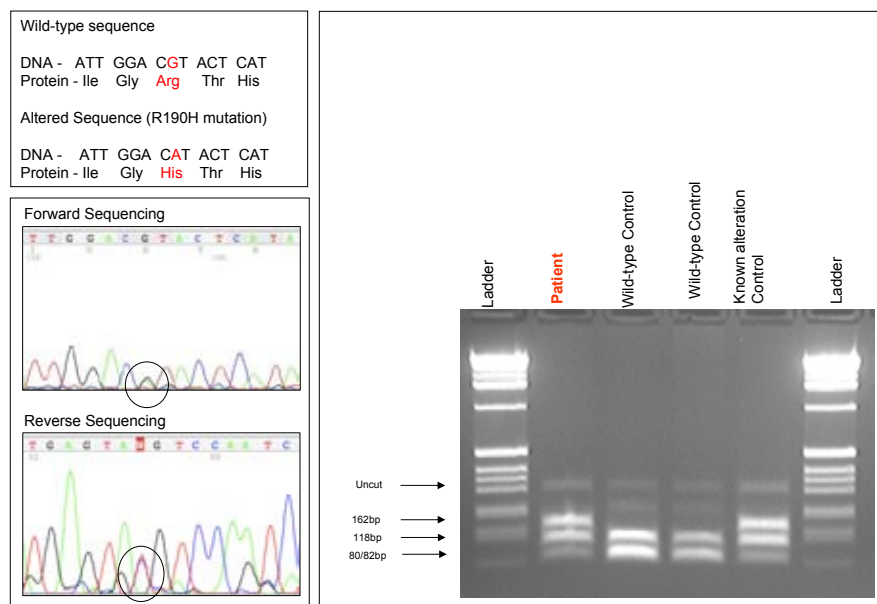 Wild-type sequence
DNA - ATT GGA CGT ACT CAT
Protein - Ile Gly Arg Thr His
Altered Sequence (R190H mutation)
DNA - ATT GGA CAT ACT CAT
Protein - Ile Gly His Thr His
Forward Sequencing
T T G G A C G T A C T C A T A
Reverse Sequencing
T G A G T A N G T C C A A T C
Ladder
Patient
Wild-type Control
Wild-type Control
Known alteration
Control
Ladder
Uncut
162bp
118bp
80/82bp